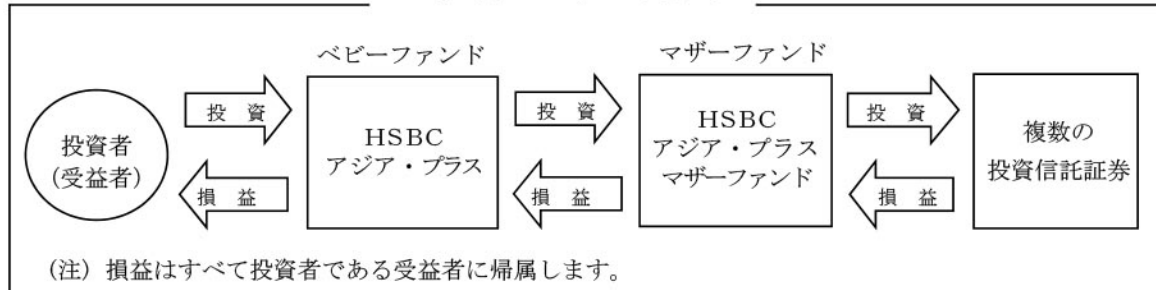 ベビーファンド
マザーファンド
投資者
(受益者)
投 資
損 益
HSBC
アジア・プラス
投 資
損 益
HSBC
アジア・プラス
マザーファンド
投 資
損 益
複数の
投資信託証券
(注) 損益はすべて投資者である受益者に帰属します。